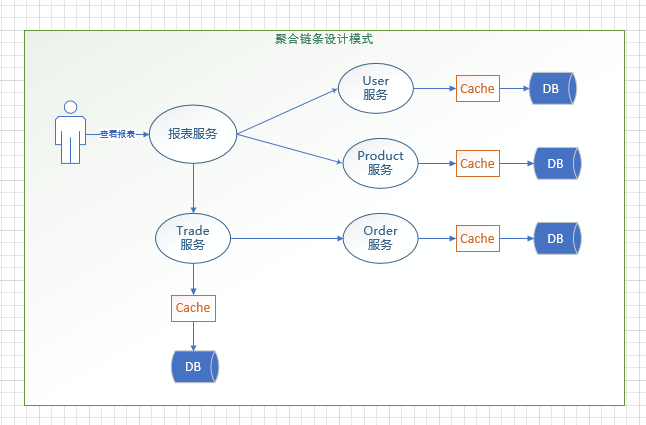 聚合链条设计模式
User
服务
Cache
DB
查看报表
报表服务
Product
服务
Cache
DB
Trade
服务
Order
服务
Cache
DB
Cache
DB